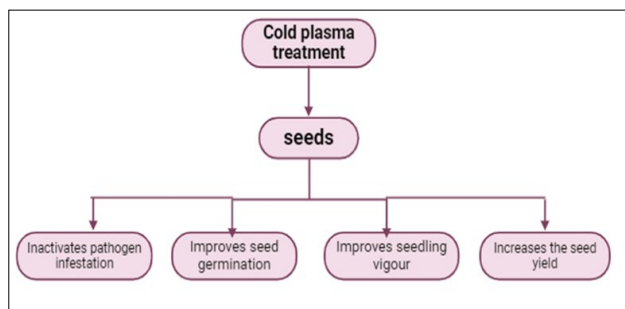 Cold plasma
treatment
seeds
Inactivates pathogen
infestation
Improves seed
germination
Improves seedling
vigour
Increases the seed
yield